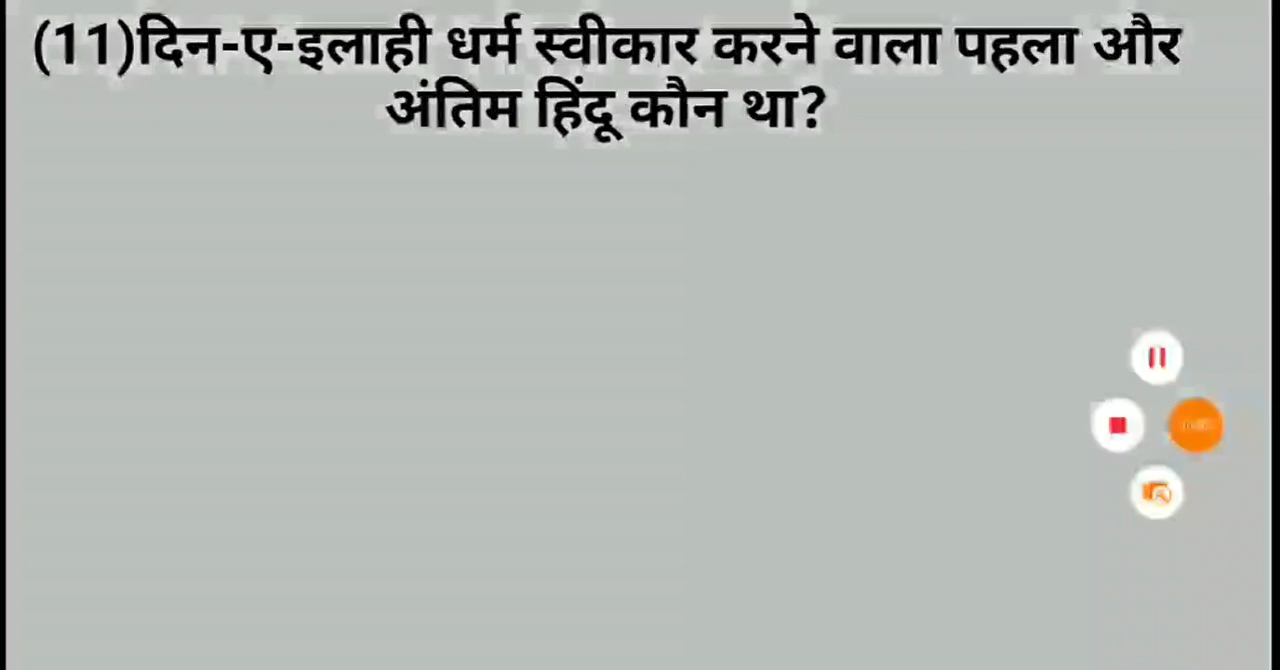 (11)दिन-ए-इलाही धर्म स्वीकार करने वाला पहला और
अंतिम हिंदू कौन था?